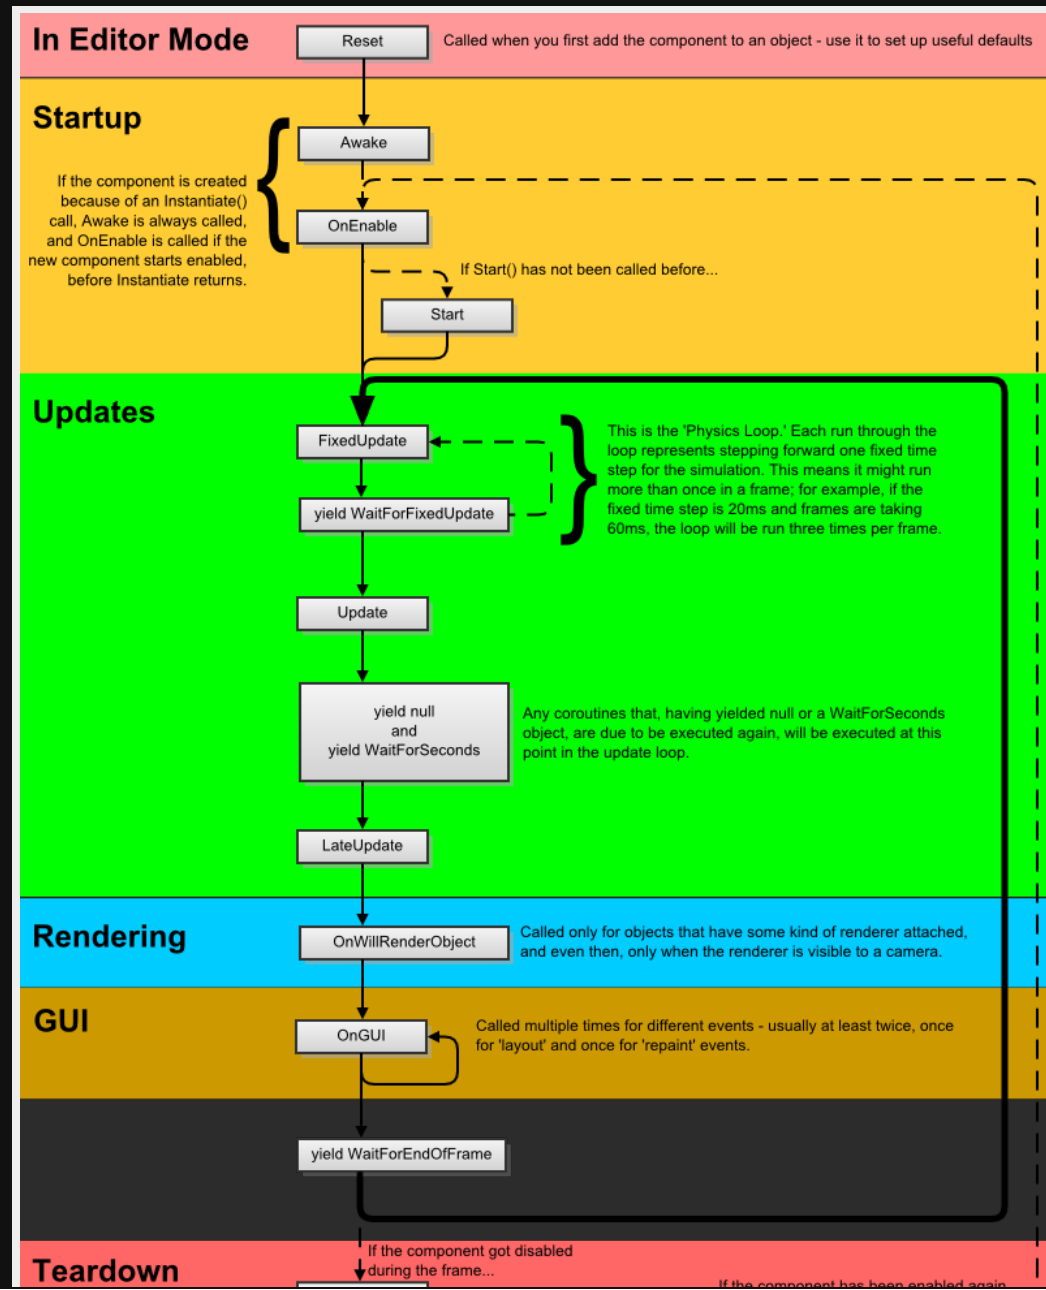 In Editor Mode
Reset
Called when you first add the component to an object - use it to set up useful defaults
Startup
Awake
If the component is created
because of an Instantiate()
call, Awake is always called,
and OnEnable is called if the
new component starts enabled,
before Instantiate returns.
OnEnable
If Start() has not been called before...
Start
Updates
FixedUpdate
yield WaitForFixedUpdate
This is the 'Physics Loop.' Each run through the
loop represents stepping forward one fixed time
step for the simulation. This means it might run
more than once in a frame; for example, if the
fixed time step is 20ms and frames are taking
60ms, the loop will be run three times per frame.
Update
yield null
and
yield WaitForSeconds
Any coroutines that, having yielded null or a WaitForSeconds
object, are due to be executed again, will be executed at this
point in the update loop.
LateUpdate
Rendering
OnWillRenderObject
Called only for objects that have some kind of renderer attached,
and even then, only when the renderer is visible to a camera.
GUI
OnGUI
Called multiple times for different events - usually at least twice, once
for 'layout' and once for 'repaint' events.
yield WaitForEndOfFrame
Teardown
If the component got disabled
during the frame...
If the component has been enabled again